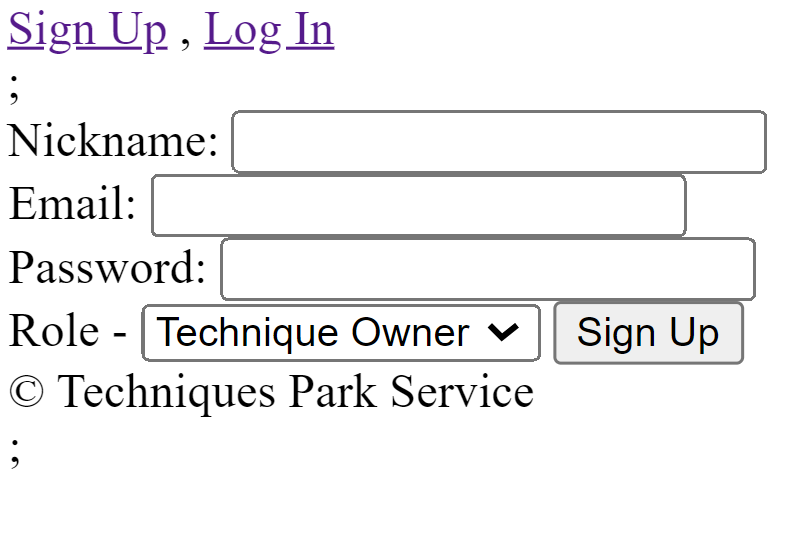 Sign Up , Log In
;
Nickname:
Email:
Password:
Role - Technique Owner Sign Up
© Techniques Park Service
;